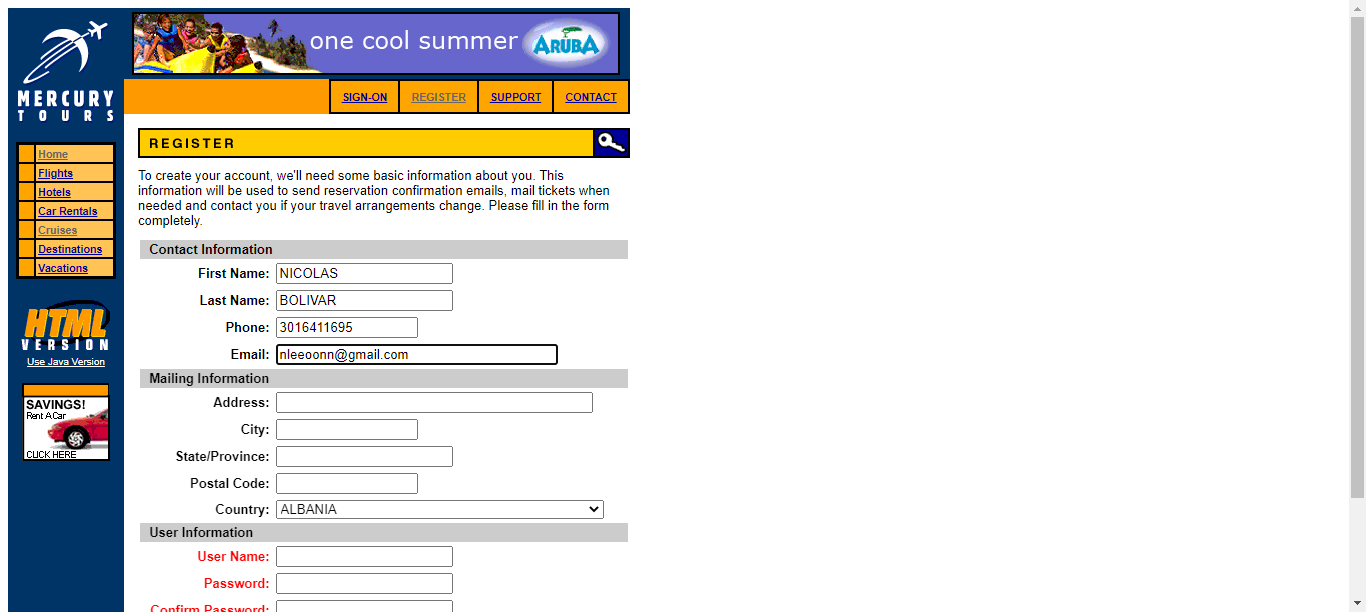 one cool summer ARUBA
MERCURY
TOURS
SIGN-ON REGISTER SUPPORT CONTACT
Home
Flights
Hotels
Car Rentals
Cruises
Destinations
Vacations
HTML
VERSION
Use Java Version
SAVINGS!
Rent A Car
CLICK HERE
REGISTER
To create your account, we'll need some basic information about you. This
information will be used to send reservation confirmation emails, mail tickets when
needed and contact you if your travel arrangements change. Please fill in the form
completely.
Contact Information
First Name: NICOLAS
Last Name: BOLIVAR
Phone: 3016411695
Email: nleeoonn@gmail.com
Mailing Information
Address:
City:
State/Province:
Postal Code:
Country: ALBANIA
User Information
User Name:
Password:
Confirm Password: